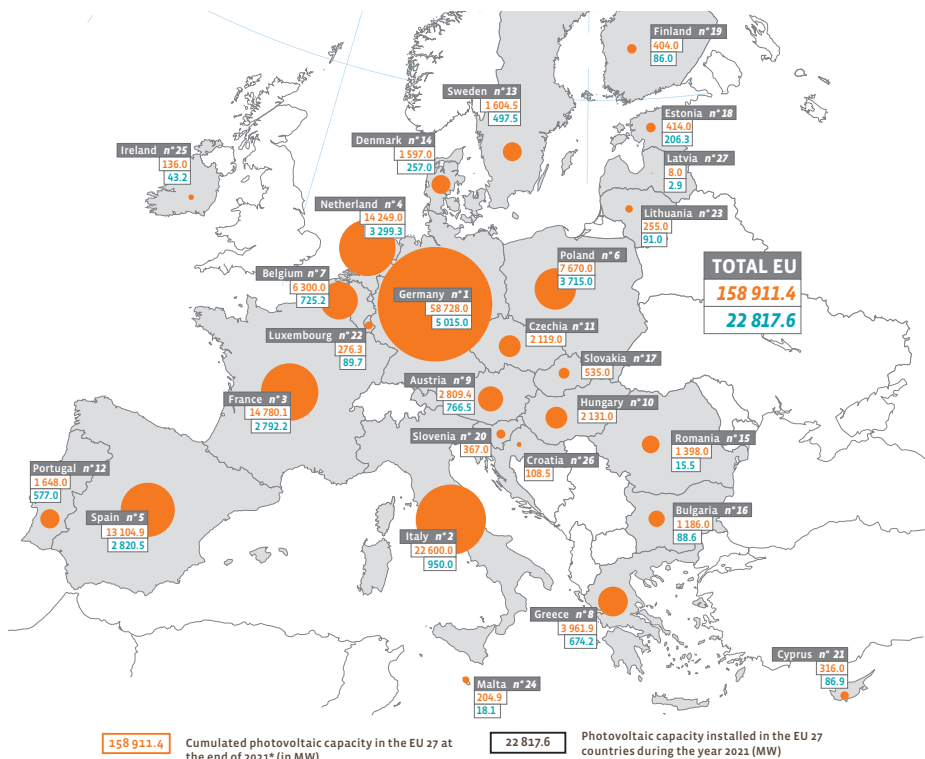 Finland n°19
404.0
86.0
Sweden n°13
1 604.5
497.5
Estonia n°18
414.0
206.3
Denmark n°14
1 597.0
257.0
Ireland n°25
136.0
43.2
Latvia n°27
8.0
2.9
Netherland n°4
14 249.0
3 299.3
Lithuania n°23
255.0
91.0
Poland n°6
7 670.0
3 715.0
TOTAL EU
158 911.4
22 817.6
Belgium n°7
6 300.0
725.2
Germany n°1
58 728.0
5 015.0
Czechia n°11
2 119.0
Luxembourg n°22
276.3
89.7
Slovakia n°17
535.0
Austria n°9
2 809.4
766.5
France n°3
14 780.1
2 792.2
Hungary n°10
2 131.0
Slovenia n° 20
367.0
Romania n°15
1 398.0
15.5
Croatia n°26
108.5
Portugal n°12
1 648.0
577.0
Spain n°5
13 104.9
2 820.5
Bulgaria n°16
1 186.0
88.6
Italy n°2
22 600.0
950.0
Greece n°8
3 961.9
674.2
Cyprus n° 21
316.0
86.9
Malta n°24
204.9
18.1
158 911.4
Cumulated photovoltaic capacity in the EU 27 at
the end of 2021* (in MW)
22 817.6
Photovoltaic capacity installed in the EU 27
countries during the year 2021 (MW)